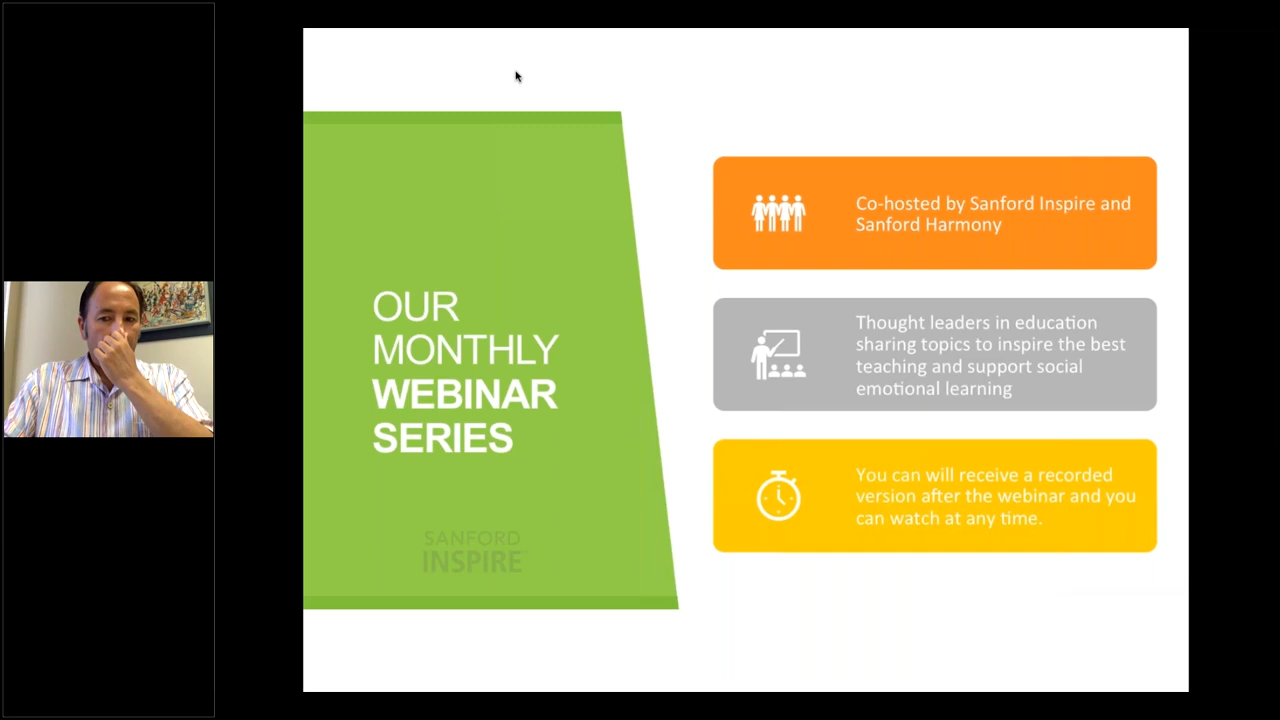 OUR
MONTHLY
WEBINAR
SERIES
SANFORD
INSPIRE
Co-hosted by Sanford Inspire and
Sanford Harmony
Thought leaders in education
sharing topics to inspire the best
teaching and support social
emotional learning
You can will receive a recorded
version after the webinar and you
can watch at any time.